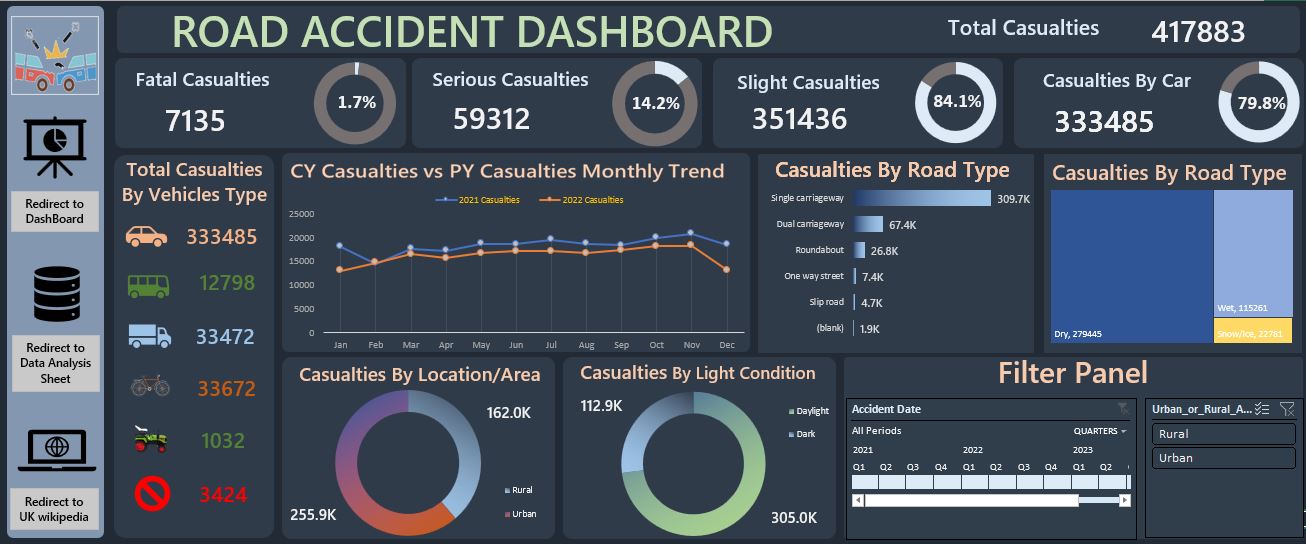 ROAD ACCIDENT DASHBOARD
Total Casualties
417883
Fatal Casualties
7135
1.7%
Serious Casualties
59312
14.2%
Slight Casualties
351436
84.1%
Casualties By Car
333485
79.8%
Redirect to
DashBoard
Redirect to
Data Analysis
Sheet
Redirect to
UK wikipedia
Total Casualties
By Vehicles Type
333485
12798
33472
33672
1032
3424
CY Casualties vs PY Casualties Monthly Trend
2021 Casualties
2022 Casualties
25000
20000
15000
10000
5000
0
Jan Feb Mar Apr May Jun Jul Aug Sep Oct Nov Dec
Casualties By Road Type
Single carriageway 309.7K
Dual carriageway 67.4K
Roundabout 26.8K
One way street 7.4K
Slip road 4.7K
(blank) 1.9K
Casualties By Road Type
Dry, 279445
Wet, 115261
Snow/Ice, 22781
Casualties By Location/Area
162.0K
255.9K
Rural
Urban
Casualties By Light Condition
112.9K
305.0K
Daylight
Dark
Filter Panel
Accident Date
All Periods
QUARTERS
2021 2022 2023
Q1 Q2 Q3 Q4 Q1 Q2 Q3 Q4 Q1 Q2
Urban_or_Rural_A...
Rural
Urban